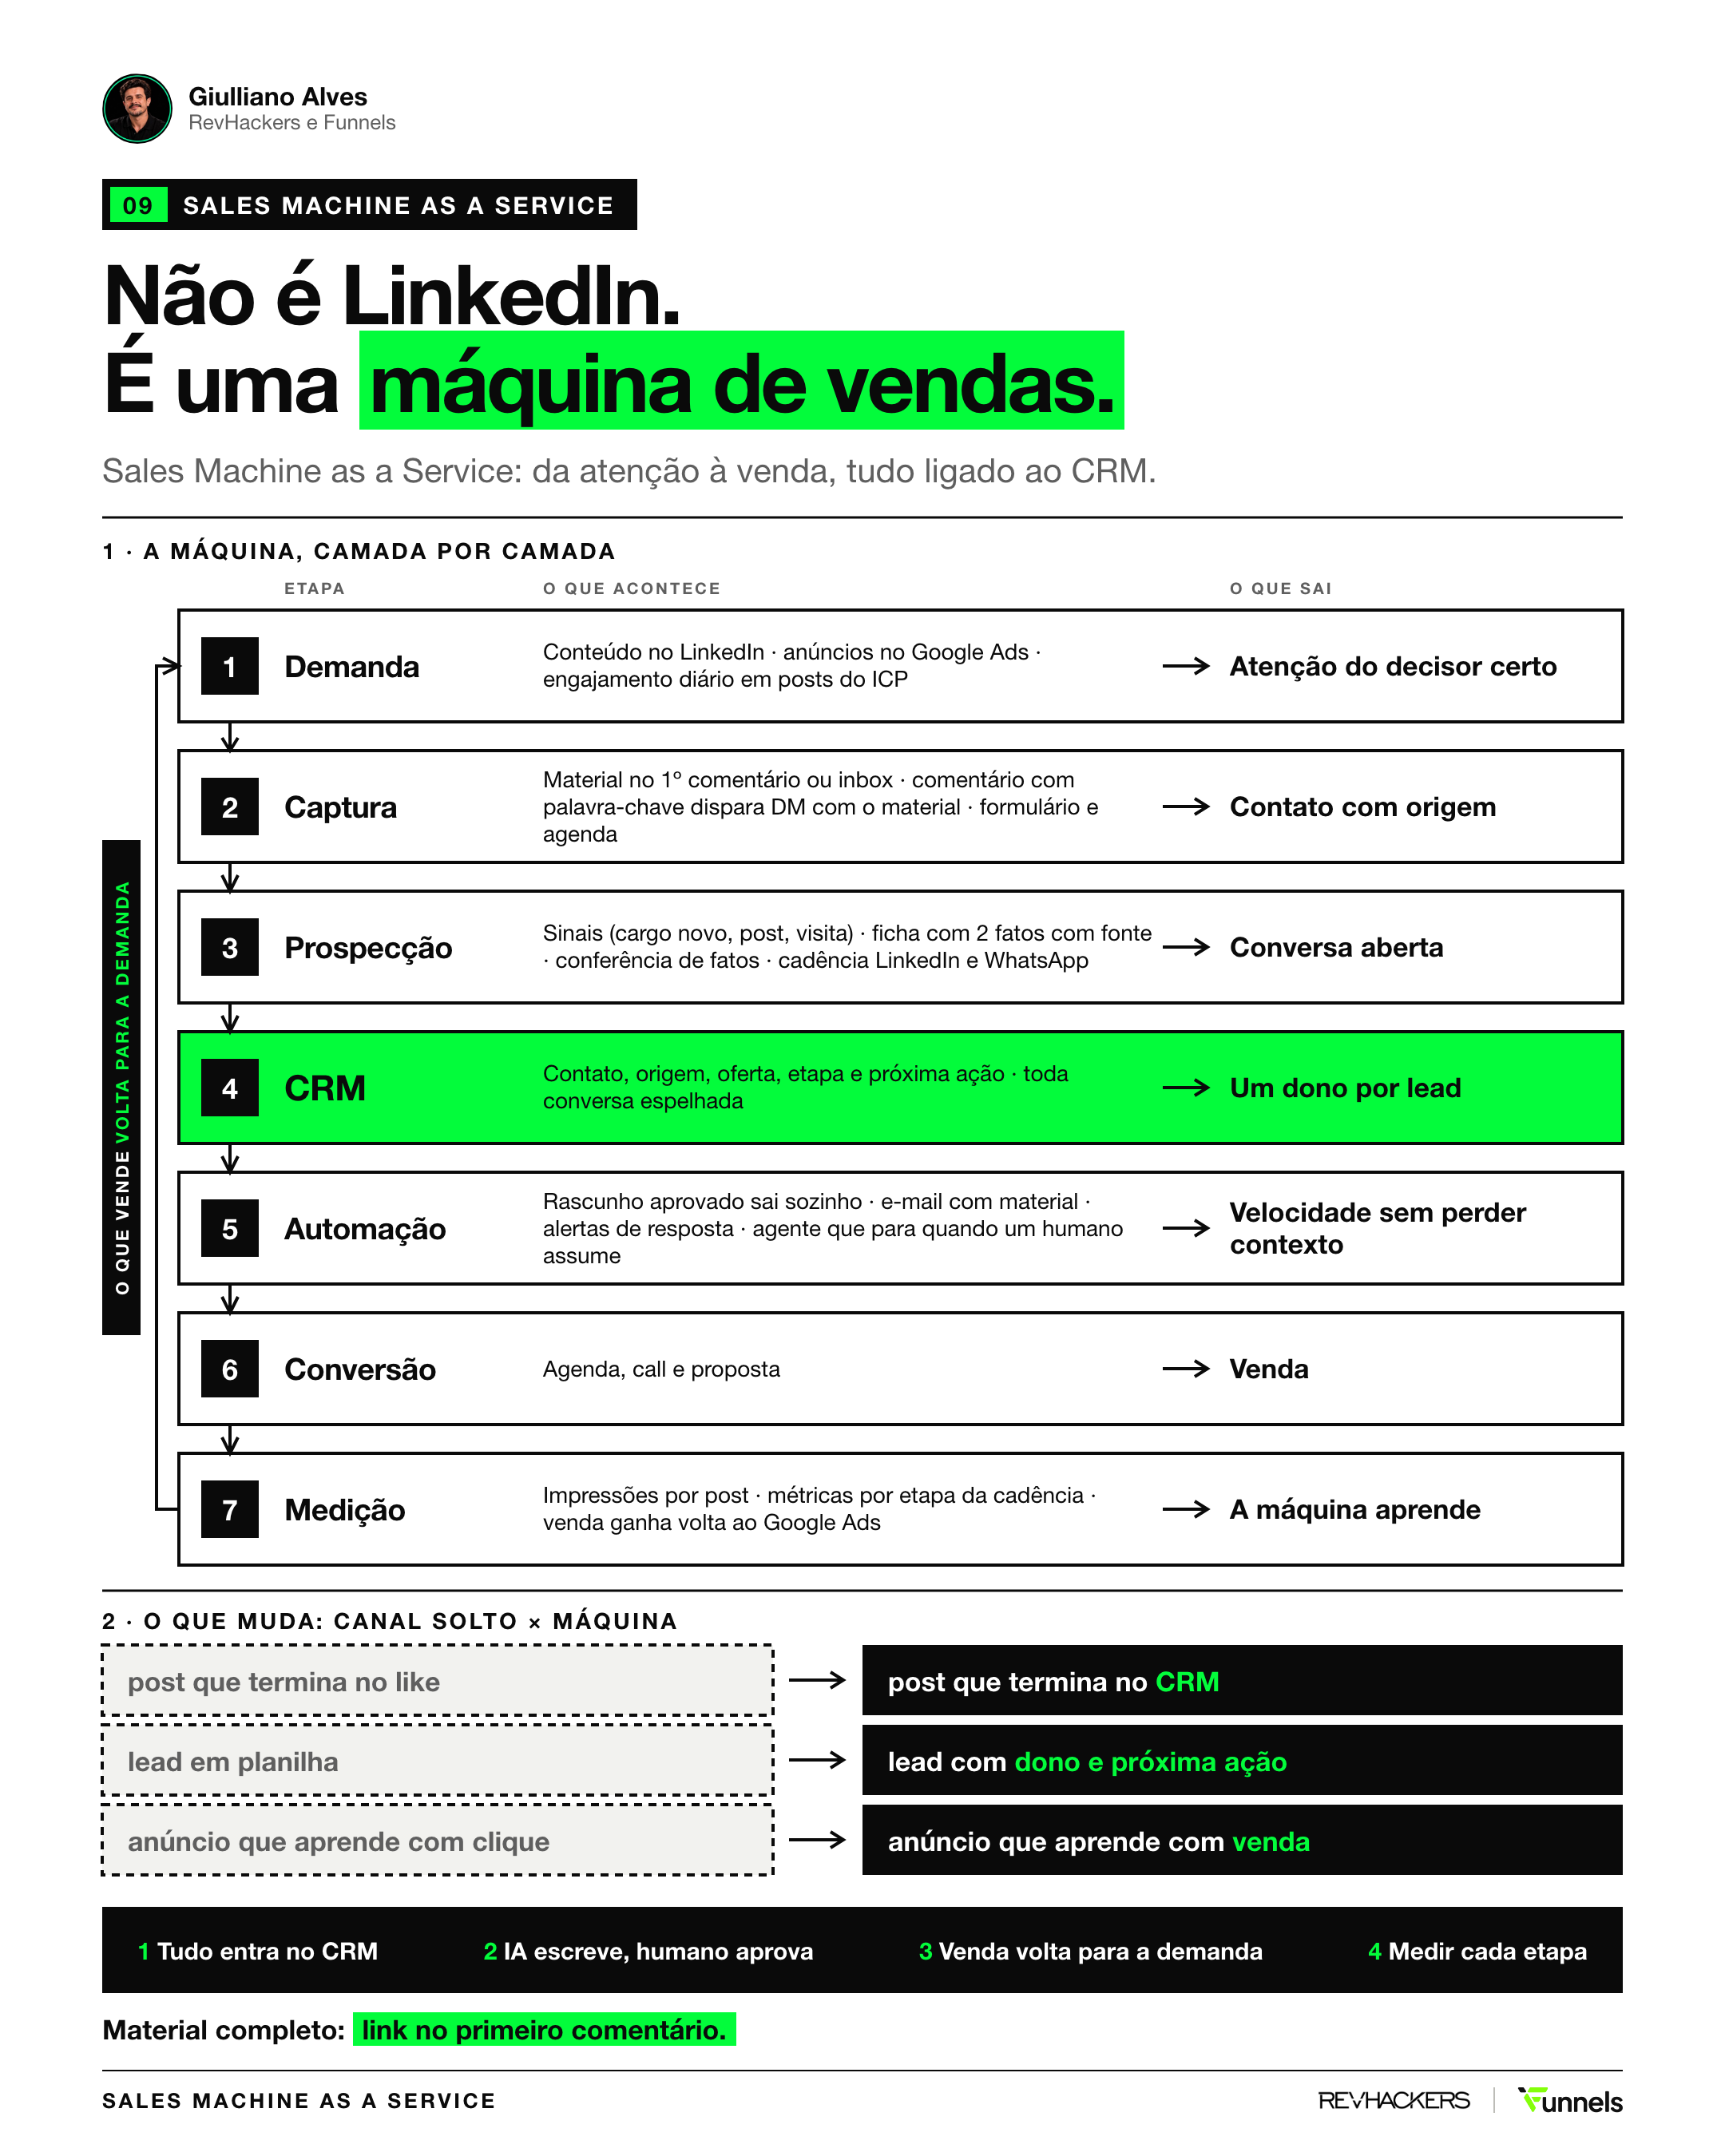 Giulliano Alves
RevHackers e Funnels
09 SALES MACHINE AS A SERVICE
Não é LinkedIn.
É uma máquina de vendas.
Sales Machine as a Service: da atenção à venda, tudo ligado ao CRM.
1 · A MÁQUINA, CAMADA POR CAMADA
ETAPA O QUE ACONTECE O QUE SAI
1 Demanda
Conteúdo no LinkedIn · anúncios no Google Ads ·
engajamento diário em posts do ICP
Atenção do decisor certo
2 Captura
Material no 1º comentário ou inbox · comentário com
palavra-chave dispara DM com o material · formulário e
agenda
Contato com origem
3 Prospecção
Sinais (cargo novo, post, visita) · ficha com 2 fatos com fonte
· conferência de fatos · cadência LinkedIn e WhatsApp
Conversa aberta
4 CRM
Contato, origem, oferta, etapa e próxima ação · toda
conversa espelhada
Um dono por lead
5 Automação
Rascunho aprovado sai sozinho · e-mail com material ·
alertas de resposta · agente que para quando um humano
assume
Velocidade sem perder
contexto
6 Conversão
Agenda, call e proposta
Venda
7 Medição
Impressões por post · métricas por etapa da cadência ·
venda ganha volta ao Google Ads
A máquina aprende
O QUE VENDE VOLTA PARA A DEMANDA
2 · O QUE MUDA: CANAL SOLTO × MÁQUINA
post que termina no like
post que termina no CRM
lead em planilha
lead com dono e próxima ação
anúncio que aprende com clique
anúncio que aprende com venda
1 Tudo entra no CRM 2 IA escreve, humano aprova 3 Venda volta para a demanda 4 Medir cada etapa
Material completo: link no primeiro comentário.
SALES MACHINE AS A SERVICE
REVHACKERS
Funnels